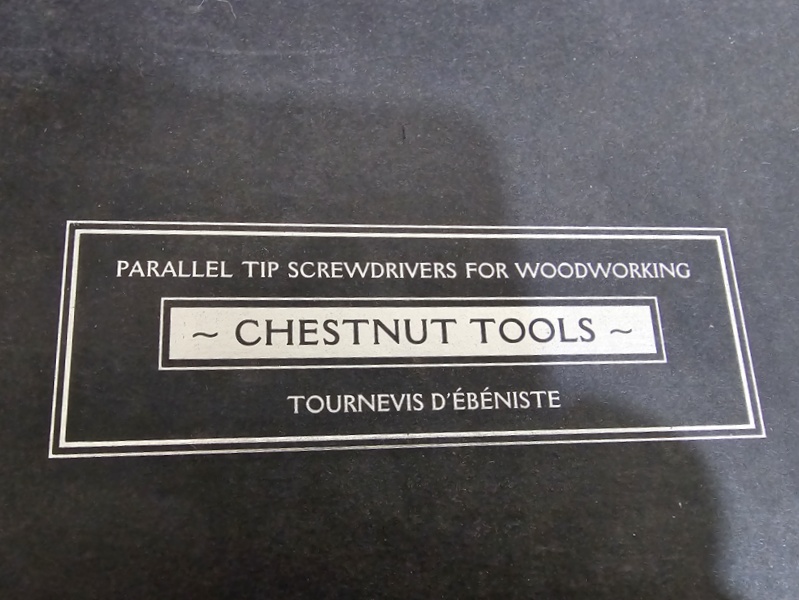 PARALLEL TIP SCREWDRIVERS FOR WOODWORKING
~ CHESTNUT TOOLS ~
TOURNEVIS D'ÉBÉNISTE